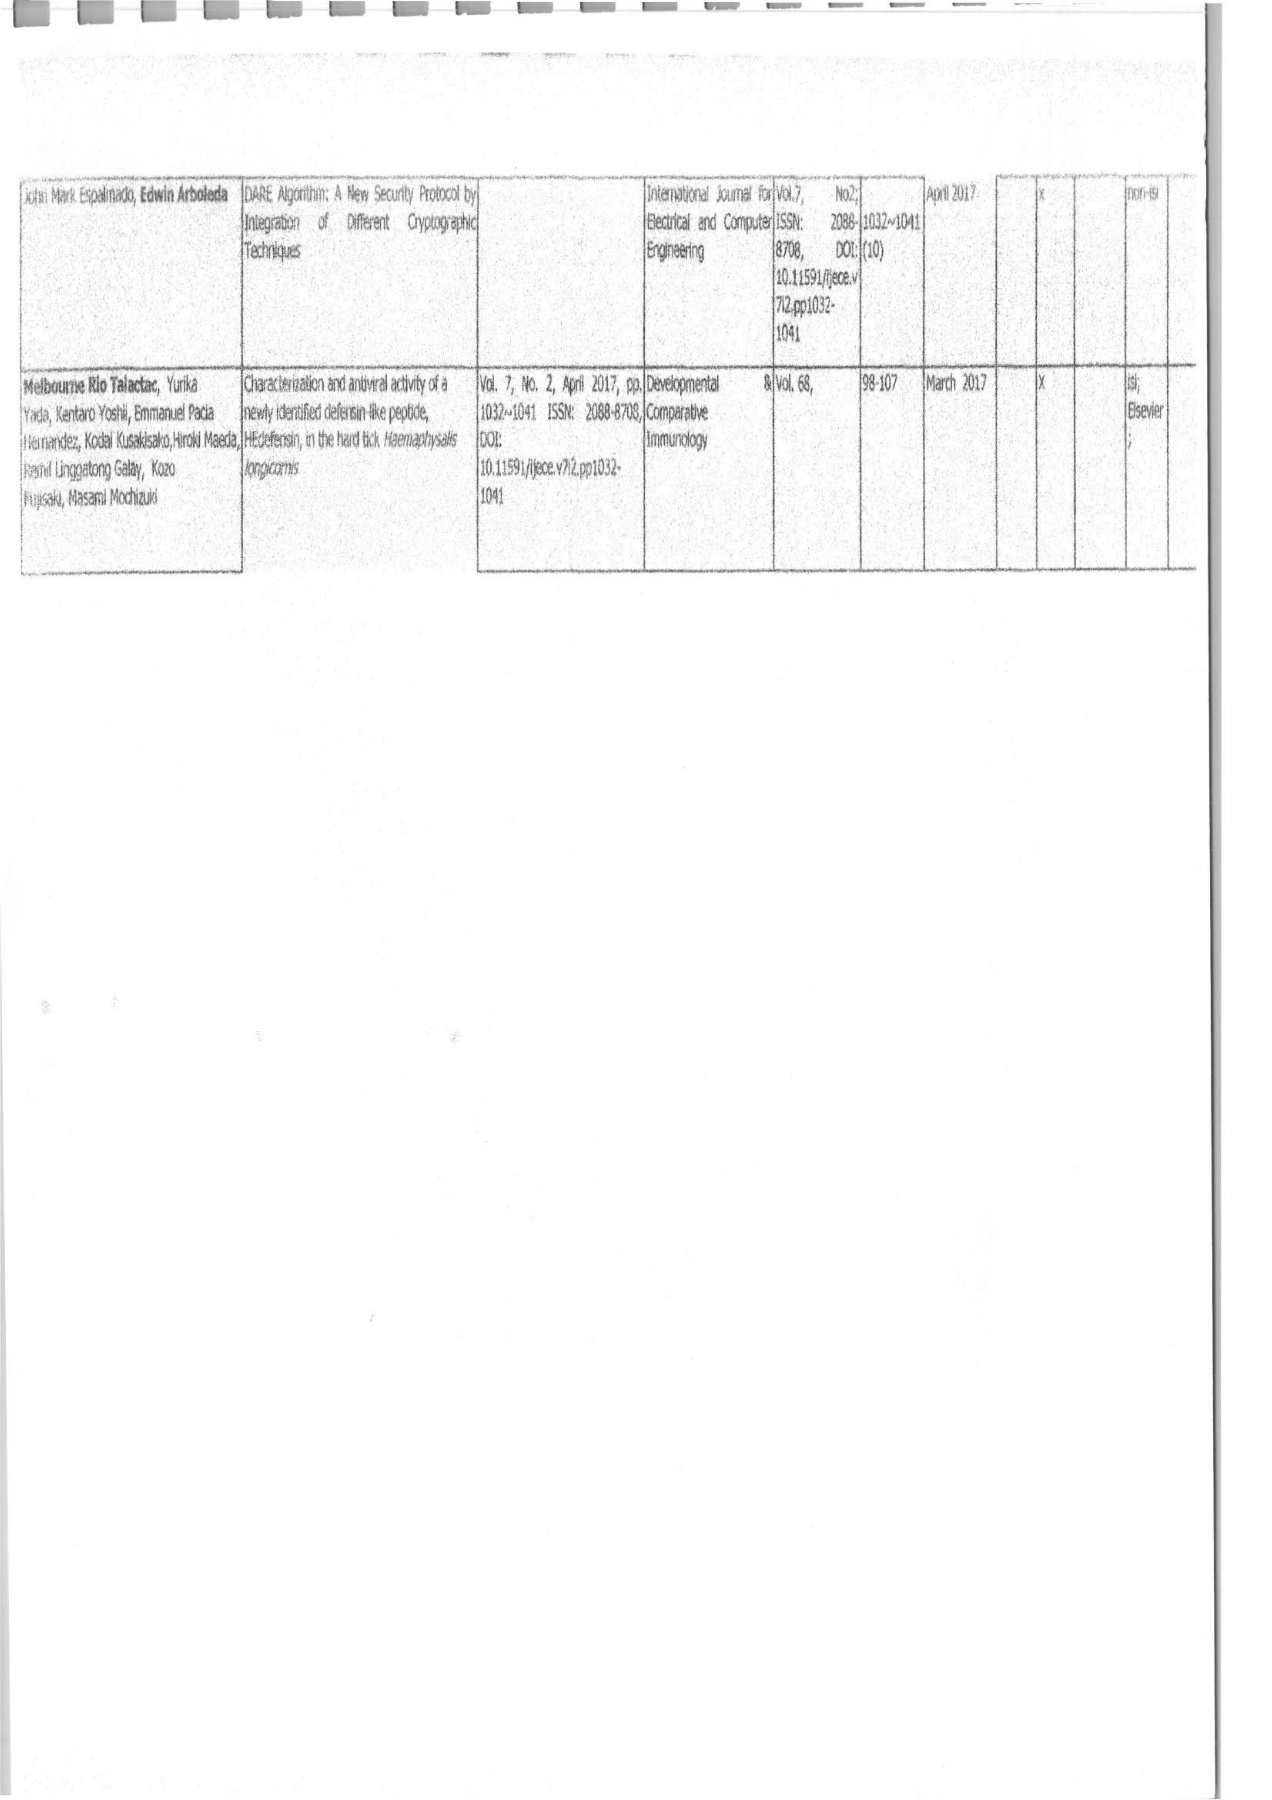 John Mark Espalmado, Edwin Arboleda
DARE Algorithm: A New Security Protocol by
Integration of Different Cryptographic
Techniques
International Journal for
Electrical and Computer
Engineering
Vol.7, No2;
ISSN: 2088-
8708, DOI:
10.11591/ijece.v
7i2.pp1032-
1041
1032~1041
(10)
April 2017
x
non-isi
Melbourne Rio Talactac, Yurika
Yada, Kentaro Yoshii, Emmanuel Pacia
Hernandez, Kodai Kusakisako,Hiroki Maeda,
Remil Linggatong Galay, Kozo
Fujisaki, Masami Mochizuki
Characterization and antiviral activity of a
newly identified defensin-like peptide,
HEdefensin, in the hard tick Haemaphysalis
longicornis
Vol. 7, No. 2, April 2017, pp.
1032~1041 ISSN: 2088-8708,
DOI:
10.11591/ijece.v7i2.pp1032-
1041
Developmental &
Comparative
Immunology
Vol. 68,
98-107
March 2017
X
isi;
Elsevier
;